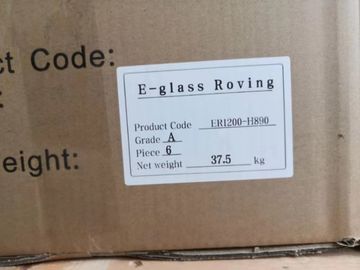 ct Code:
:
eight:
E-glass Roving
Product Code ER1200-H890
Grade A
Piece 6
Net weight 37.5 kg